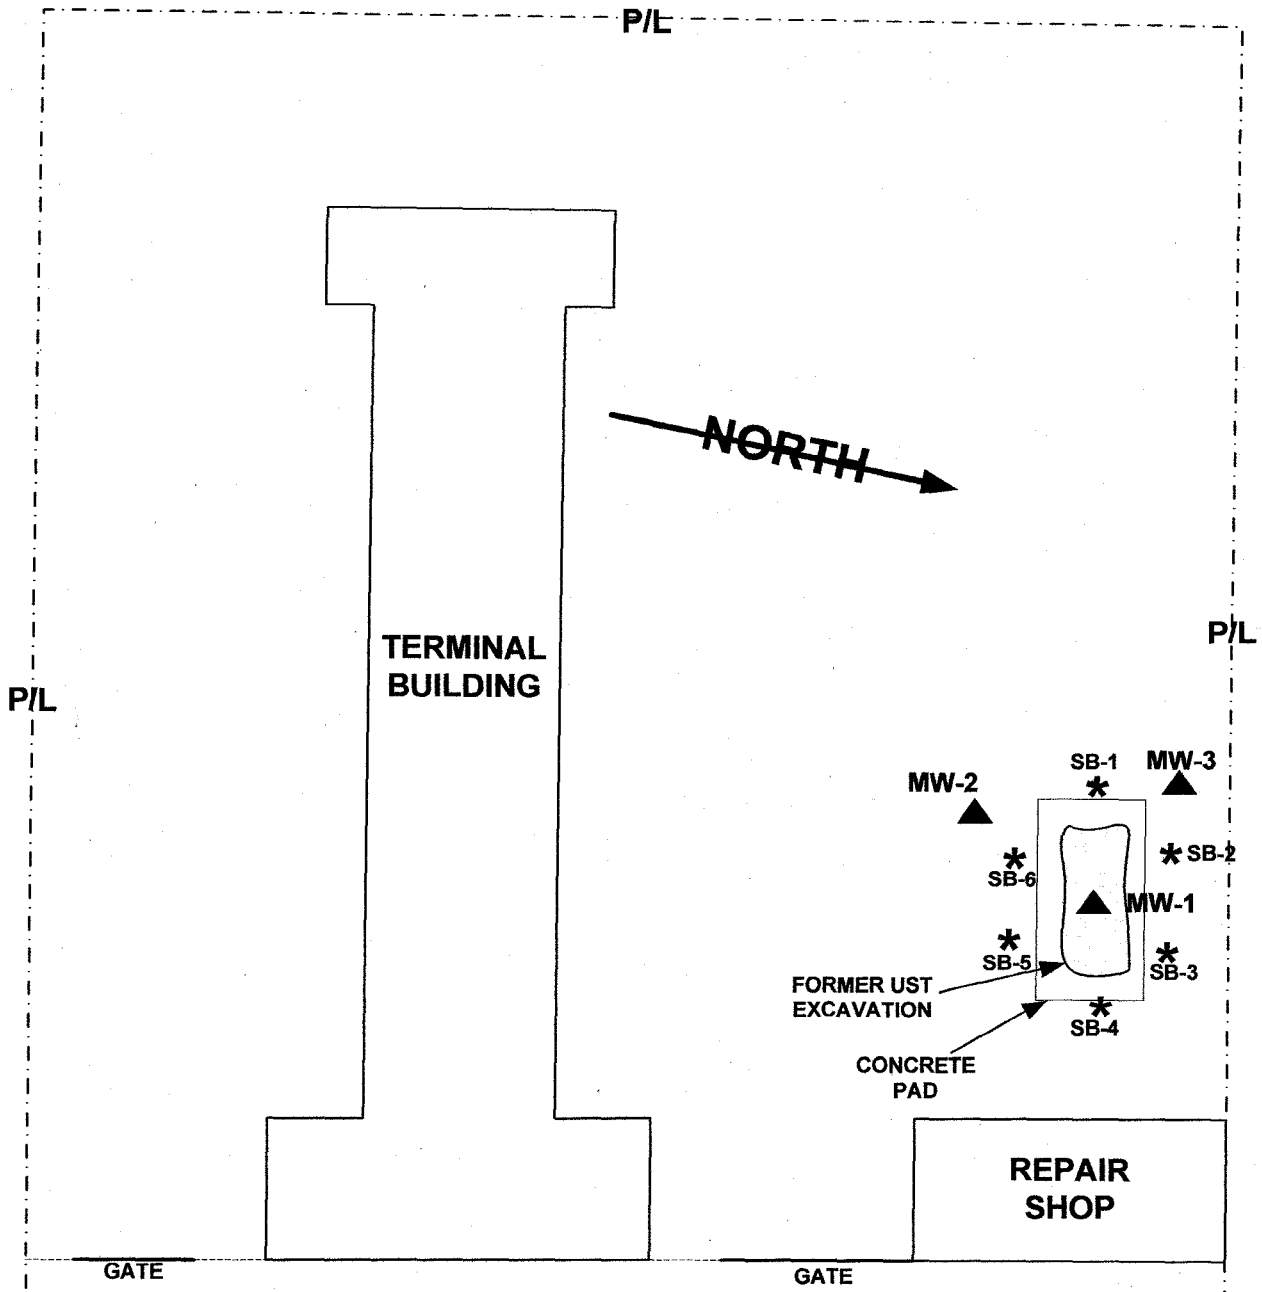 P/L
NORTH
TERMINAL
BUILDING
P/L
P/L
SB-1
MW-3
MW-2
SB-2
SB-6
MW-1
SB-5
SB-3
FORMER UST
EXCAVATION
SB-4
CONCRETE
PAD
REPAIR
SHOP
GATE
GATE